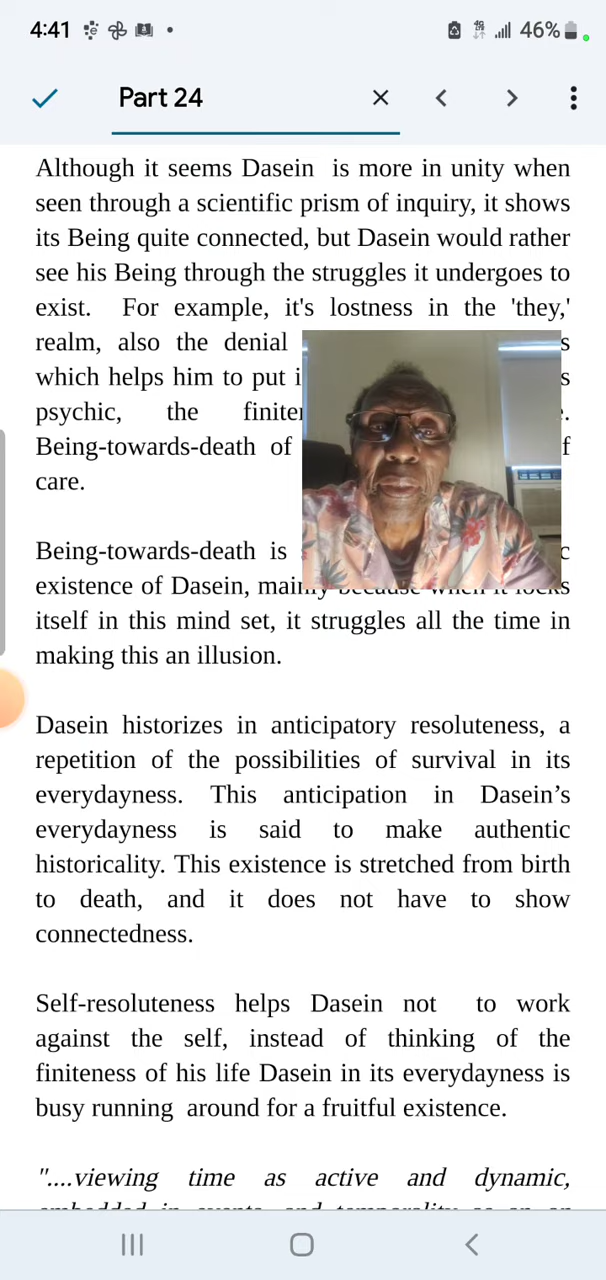 4:41
46%
Part 24
Although it seems Dasein is more in unity when
seen through a scientific prism of inquiry, it shows
its Being quite connected, but Dasein would rather
see his Being through the struggles it undergoes to
exist. For example, it's lostness in the 'they,'
realm, also the denial
which helps him to put
psychic, the
Being-towards-death of
care.
Being-towards-death is
existence of Dasein, mainly because when it locks
itself in this mind set, it struggles all the time in
making this an illusion.
Dasein historizes in anticipatory resoluteness, a
repetition of the possibilities of survival in its
everydayness. This anticipation in Dasein’s
everydayness is said to make authentic
historicality. This existence is stretched from birth
to death, and it does not have to show
connectedness.
Self-resoluteness helps Dasein not to work
against the self, instead of thinking of the
finiteness of his life Dasein in its everydayness is
busy running around for a fruitful existence.
"....viewing time as active and dynamic,